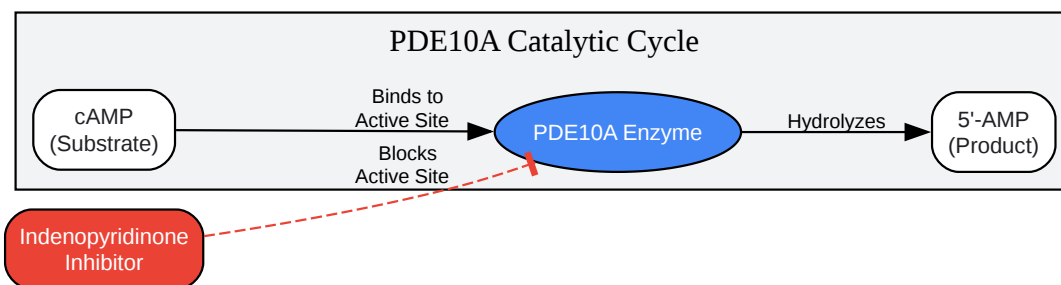 PDE10A Catalytic Cycle
cAMP
(Substrate)
Binds to
Active Site
PDE10A Enzyme
Hydrolyzes
5'-AMP
(Product)
Blocks
Active Site
Indenopyridinone
Inhibitor